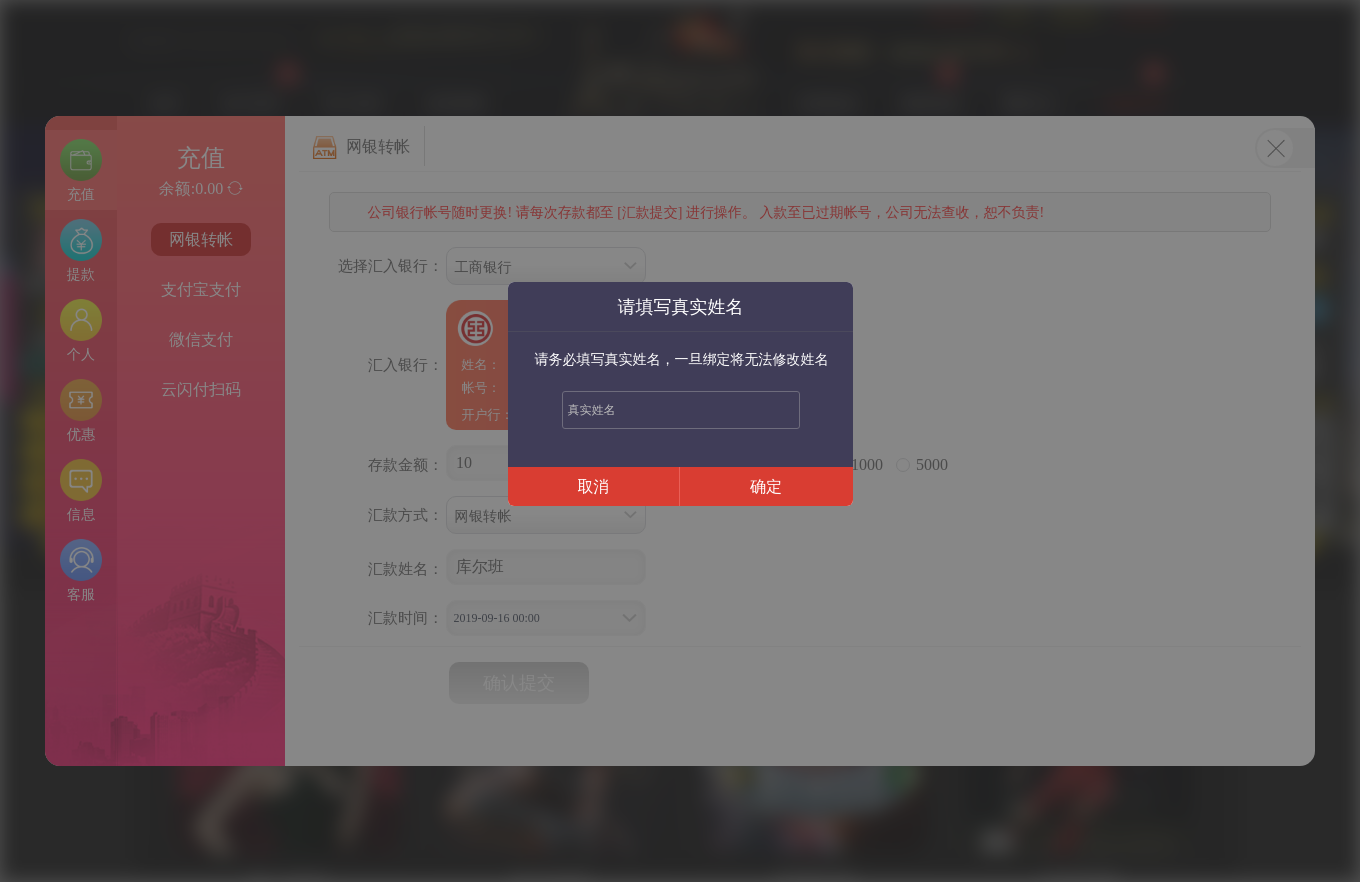 充值
提款
个人
优惠
信息
客服
充值
余额:0.00
网银转帐
支付宝支付
微信支付
云闪付扫码
ATM
网银转帐
公司银行帐号随时更换! 请每次存款都至 [汇款提交] 进行操作。 入款至已过期帐号，公司无法查收，恕不负责!
选择汇入银行：
工商银行
汇入银行：
姓名：
帐号：
开户行：
存款金额：
10
1000
5000
汇款方式：
网银转帐
汇款姓名：
库尔班
汇款时间：
2019-09-16 00:00
确认提交
请填写真实姓名
请务必填写真实姓名，一旦绑定将无法修改姓名
真实姓名
取消
确定